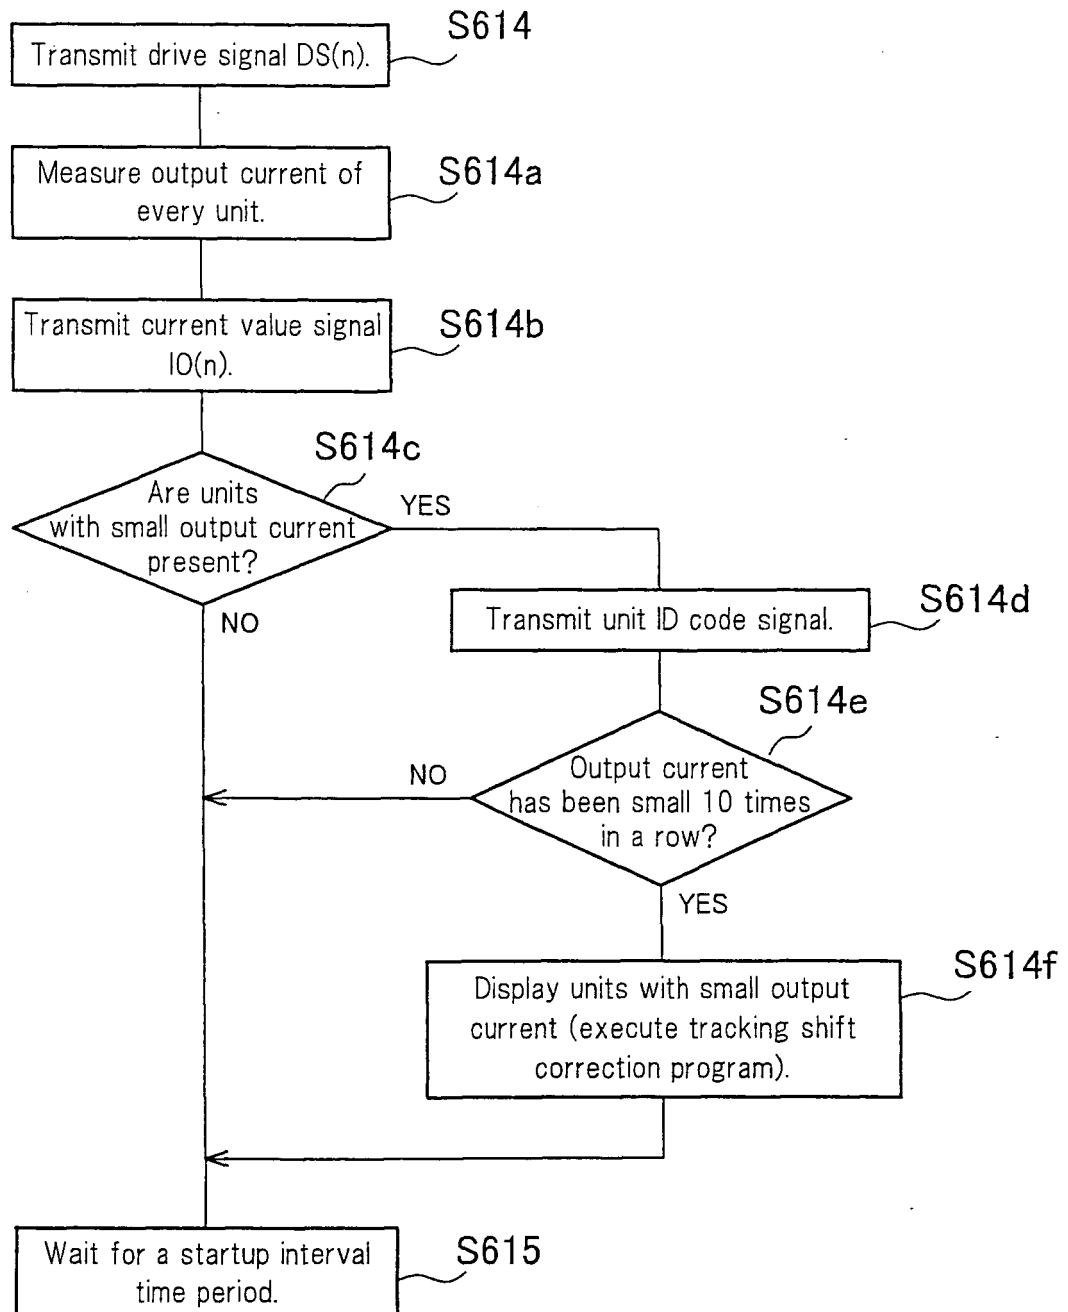 S614
Transmit drive signal DS(n).
S614a
Measure output current of
every unit.
S614b
Transmit current value signal
IO(n).
S614c
Are units
with small output current
present?
YES
NO
S614d
Transmit unit ID code signal.
S614e
Output current
has been small 10 times
in a row?
NO
YES
S614f
Display units with small output
current (execute tracking shift
correction program).
S615
Wait for a startup interval
time period.